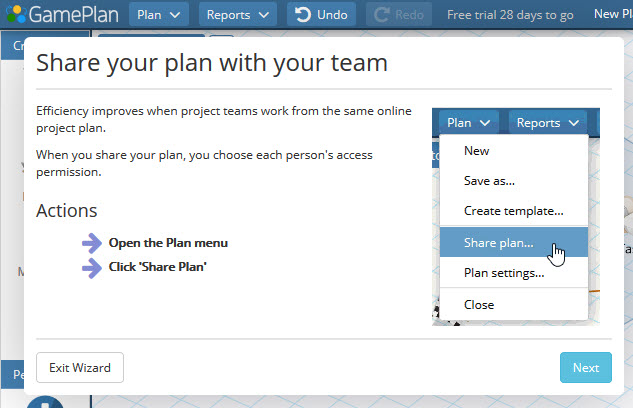 GamePlan
Plan
Reports
Undo
Redo
Free trial 28 days to go
New Pl
Share your plan with your team
Efficiency improves when project teams work from the same online
project plan.
When you share your plan, you choose each person's access
permission.
Actions
Open the Plan menu
Click 'Share Plan'
Plan
Reports
New
Save as...
Create template...
Share plan...
Plan settings...
Close
Exit Wizard
Next